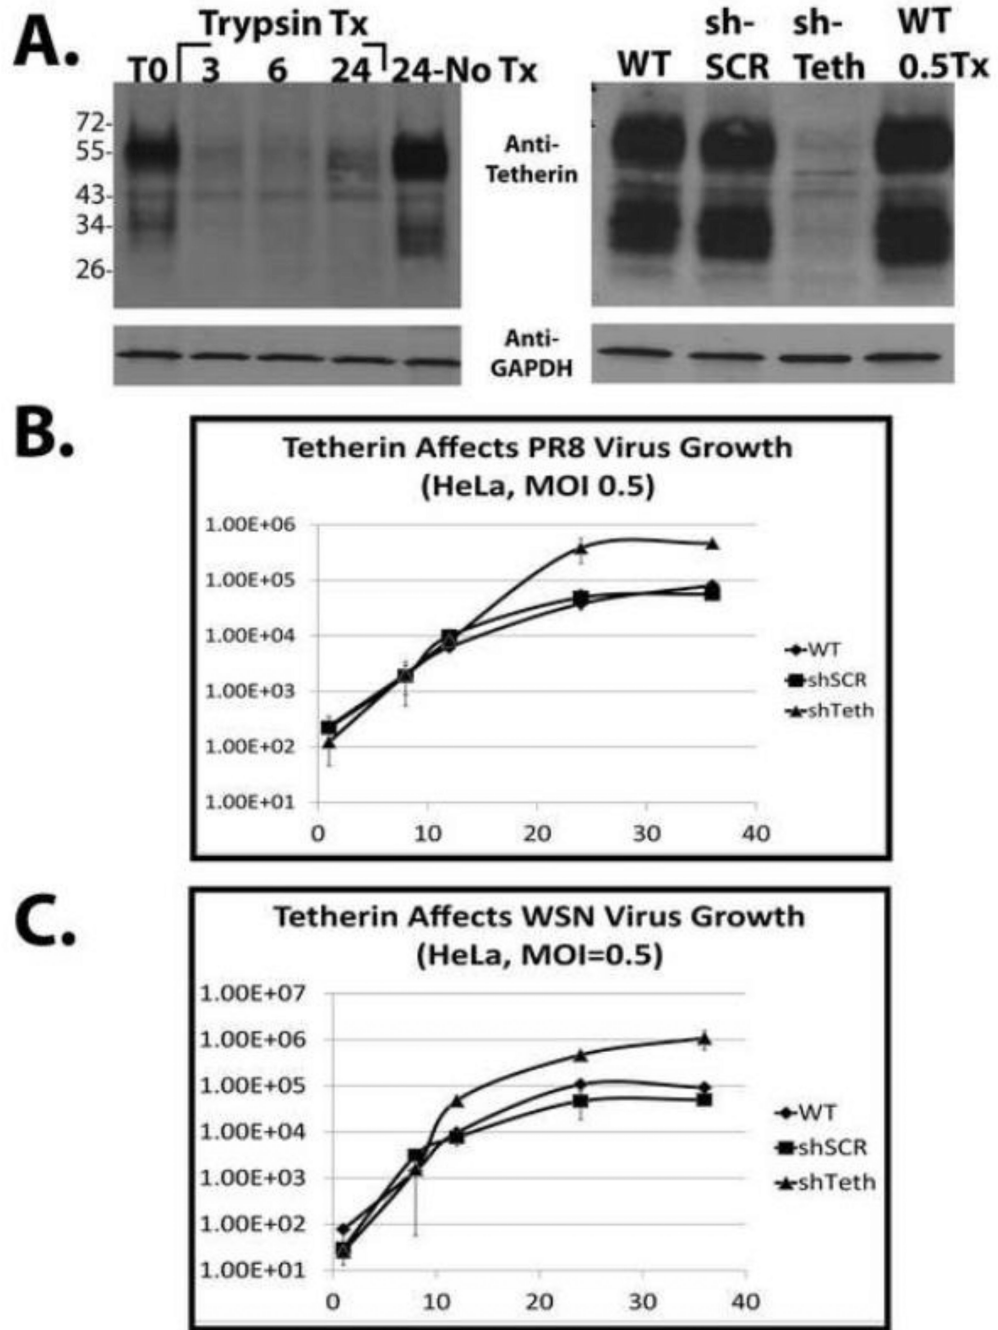 A.
Trypsin Tx
T0 3 6 24 24-No Tx
72-
55-
43-
34-
26-
Anti-
Tetherin
Anti-
GAPDH
sh- sh- WT
WT SCR Teth 0.5Tx
B.
Tetherin Affects PR8 Virus Growth
(HeLa, MOI 0.5)
1.00E+06
1.00E+05
1.00E+04
1.00E+03
1.00E+02
1.00E+01
0 10 20 30 40
WT
shSCR
shTeth
C.
Tetherin Affects WSN Virus Growth
(HeLa, MOI=0.5)
1.00E+07
1.00E+06
1.00E+05
1.00E+04
1.00E+03
1.00E+02
1.00E+01
0 10 20 30 40
WT
shSCR
shTeth